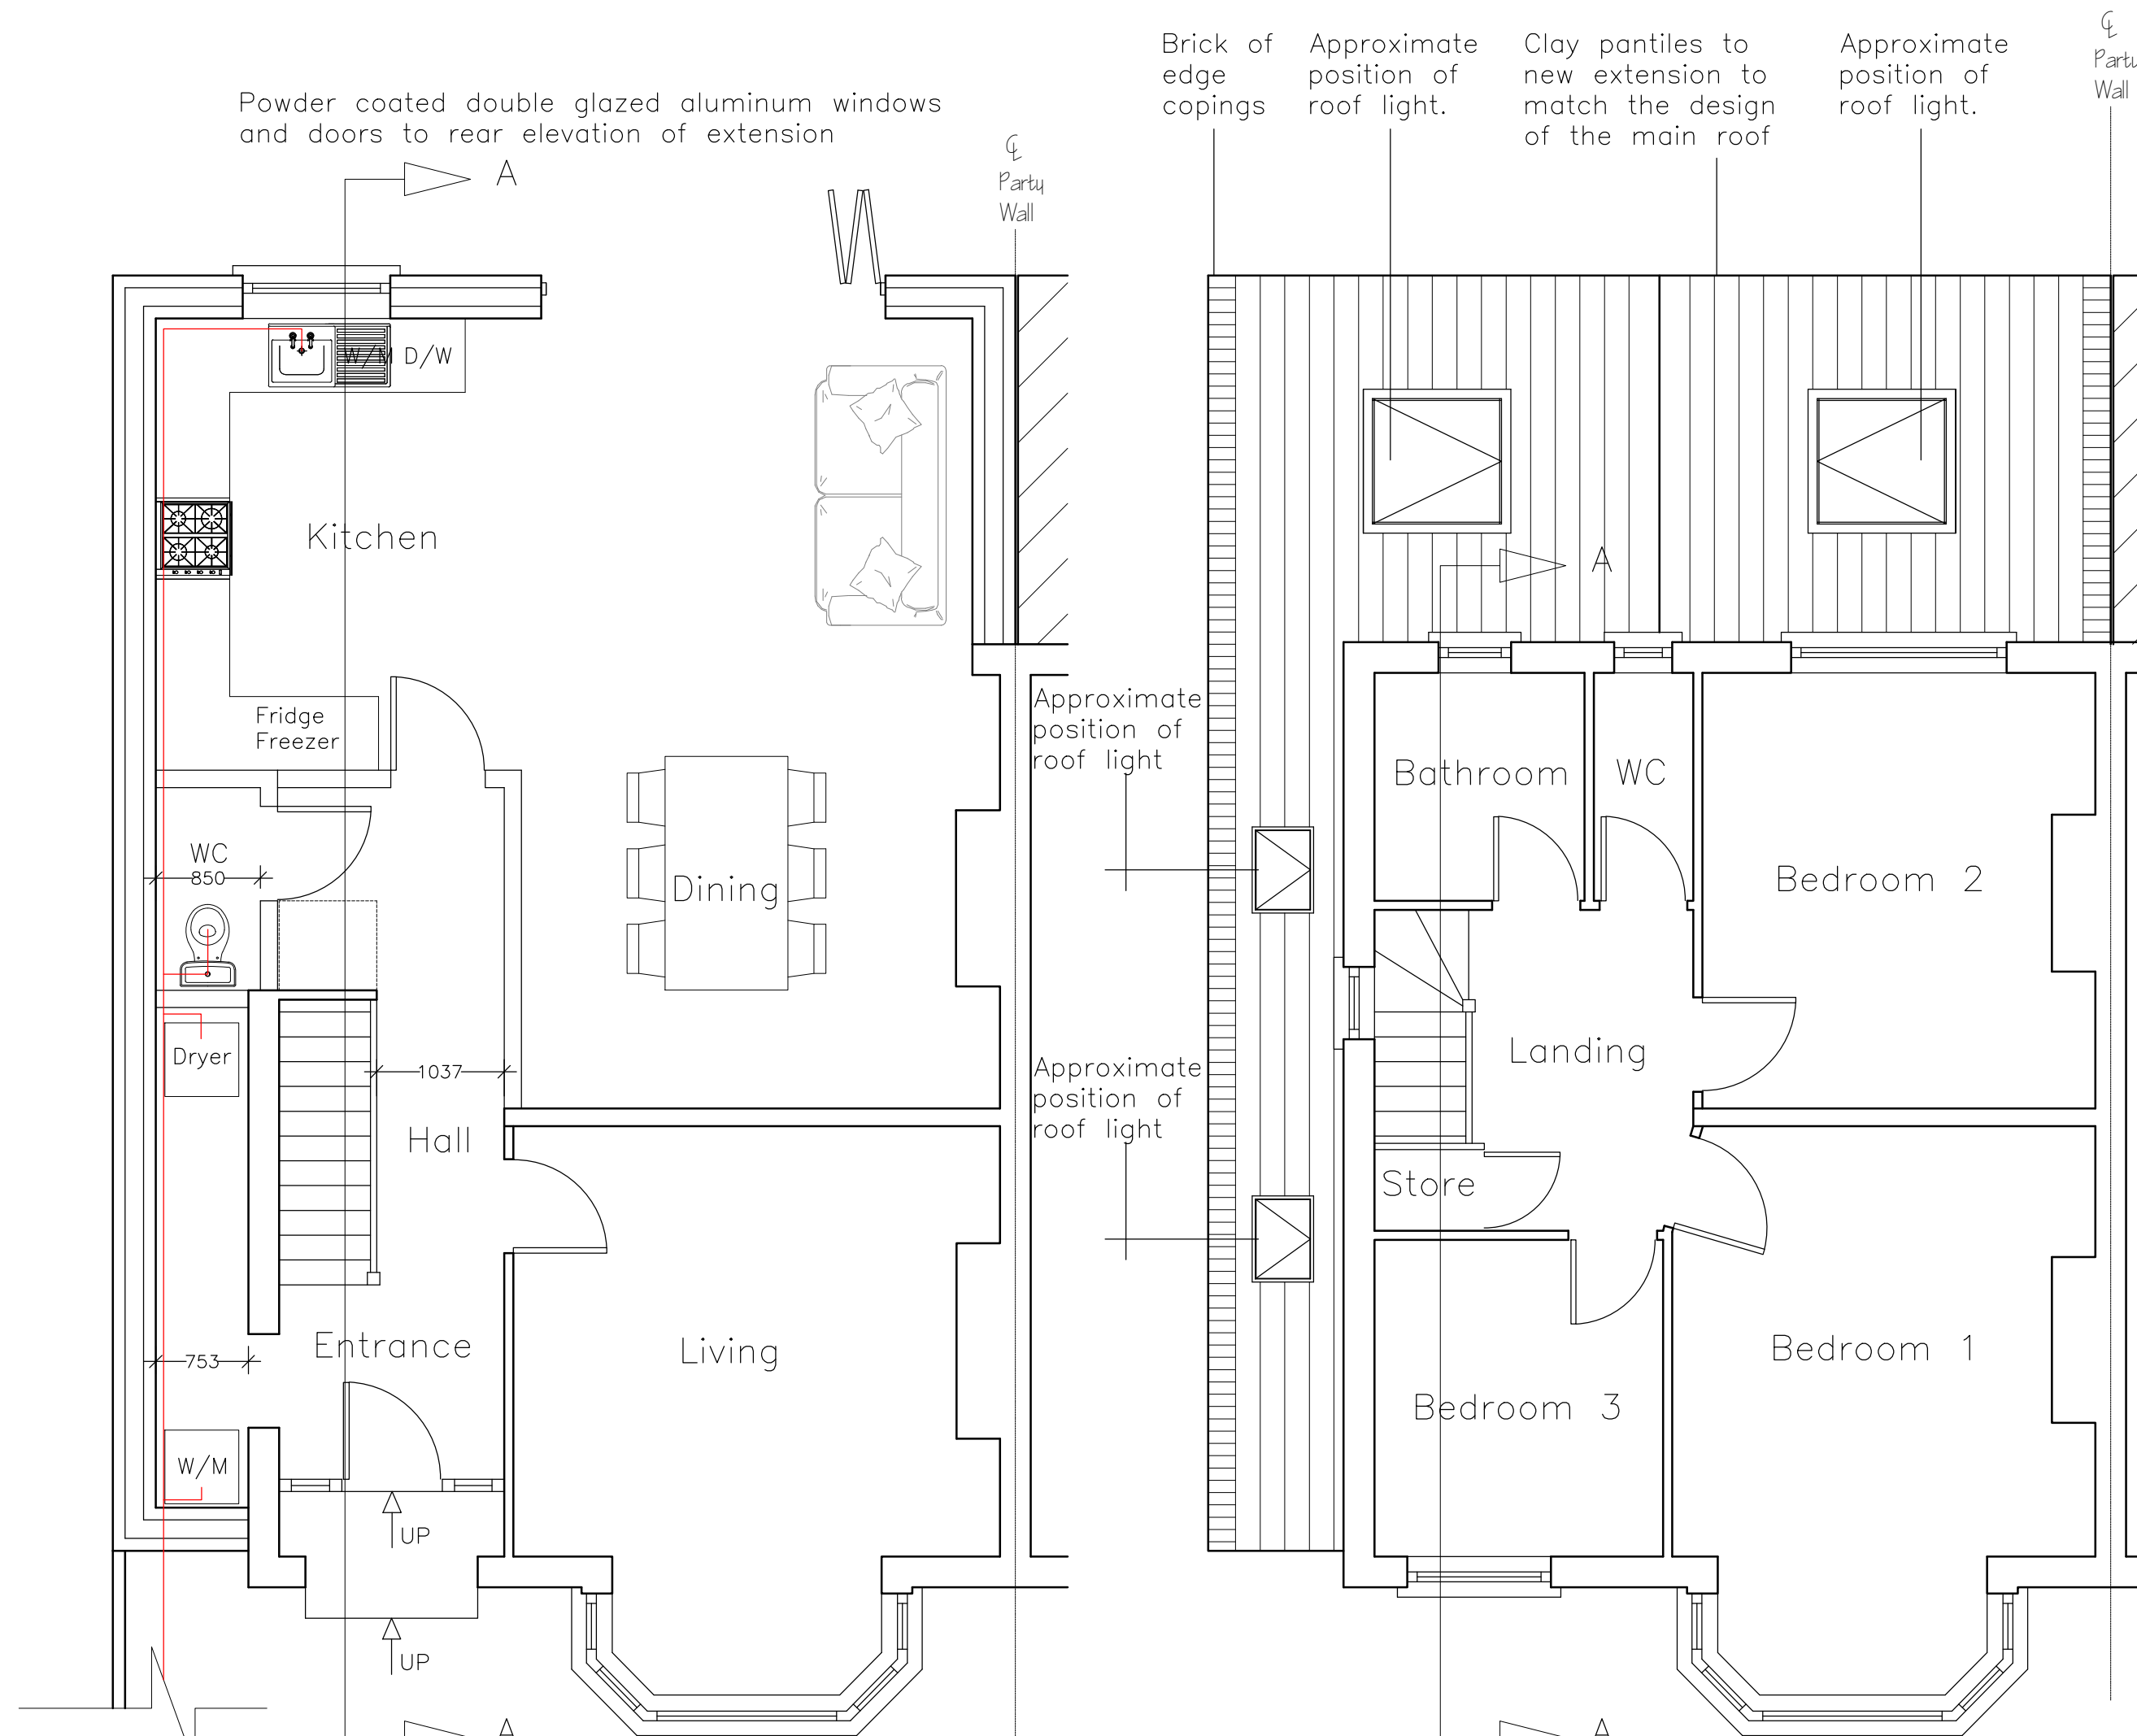 Powder coated double glazed aluminum windows
and doors to rear elevation of extension
A
℄
Party
Wall
W/M D/W
Kitchen
Fridge
Freezer
WC
850
Dining
Dryer
1037
Hall
Entrance
Living
753
W/M
UP
UP
A
Brick of
edge
copings
Approximate
position of
roof light.
Clay pantiles to
new extension to
match the design
of the main roof
Approximate
position of
roof light.
℄
Party
Wall
A
Approximate
position of
roof light
Bathroom
WC
Bedroom 2
Landing
Approximate
position of
roof light
Store
Bedroom 1
Bedroom 3
A